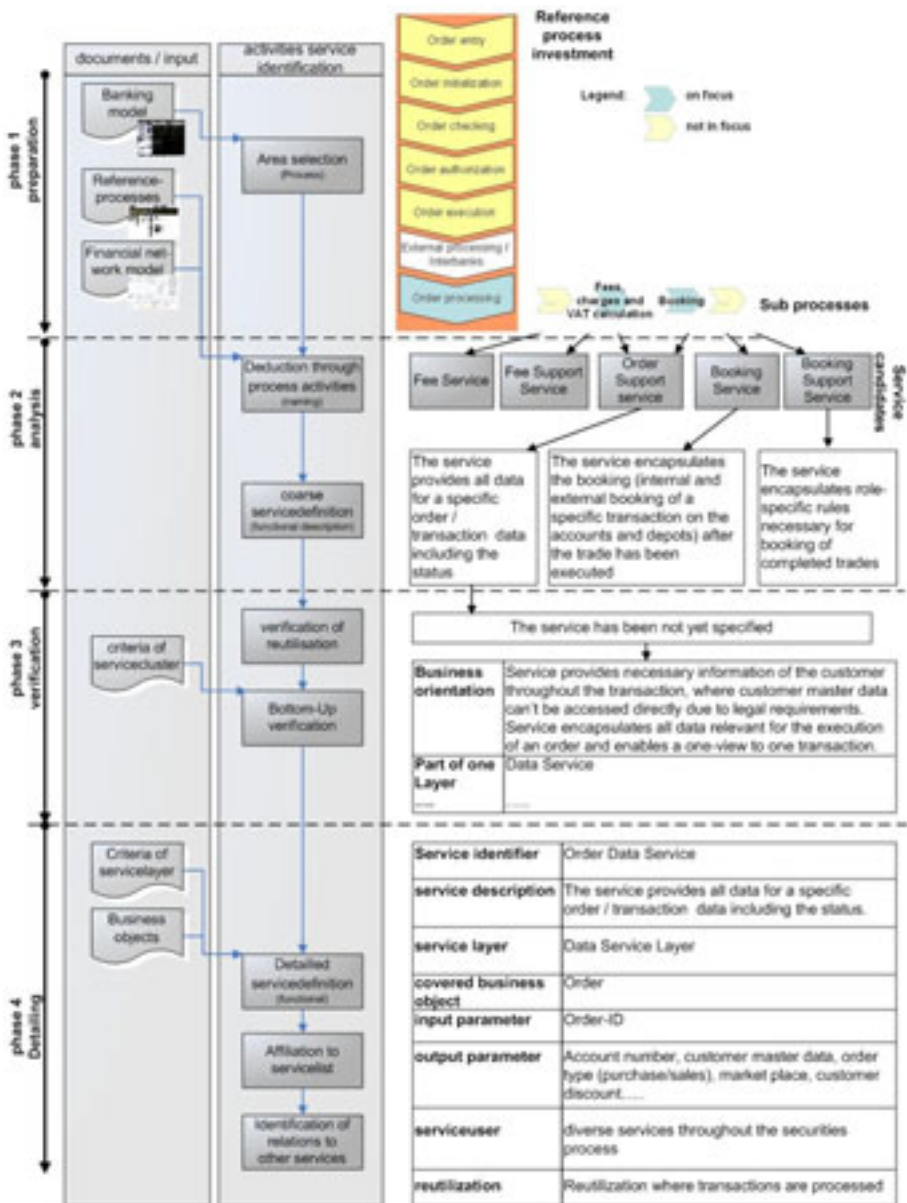 documents / input
activities service
identification
Reference
process
investment
Order entry
Order initialization
Order checking
Order authorization
Order execution
External processing /
Interbanks
Order processing
Legend:
on focus
not in focus
Fees,
charges and
VAT calculation
Booking
Sub processes
phase 1
preparation
Banking
model
Area selection
(Process)
Reference-
processes
Financial net-
work model
phase 2
analysis
Deduction through
process activities
(naming)
coarse
servicedefinition
(functional description)
Fee Service
Fee Support
Service
Order
Support
service
Booking
Service
Booking
Support
Service
Service
candidates
The service
provides all data
for a specific
order /
transaction data
including the
status
The service encapsulates
the booking (internal and
external booking of a
specific transaction on the
accounts and depots) after
the trade has been
executed
The service
encapsulates role-
specific rules
necessary for
booking of
completed trades
phase 3
verification
verification of
reutilisation
criteria of
servicecluster
Bottom-Up
verification
The service has been not yet specified
Business
orientation
Service provides necessary information of the customer
throughout the transaction, where customer master data
can't be accessed directly due to legal requirements.
Service encapsulates all data relevant for the execution
of an order and enables a one-view to one transaction.
Part of one
Layer
Data Service
phase 4
Detailing
Criteria of
servicelayer
Business
objects
Detailed
servicedefinition
(functional)
Affiliation to
servicelist
Identification of
relations to
other services
Service identifier
Order Data Service
service description
The service provides all data for a specific
order / transaction data including the status.
service layer
Data Service Layer
covered business
object
Order
input parameter
Order-ID
output parameter
Account number, customer master data, order
type (purchase/sales), market place, customer
discount.....
serviceuser
diverse services throughout the securities
process
reutilization
Reutilization where transactions are processed